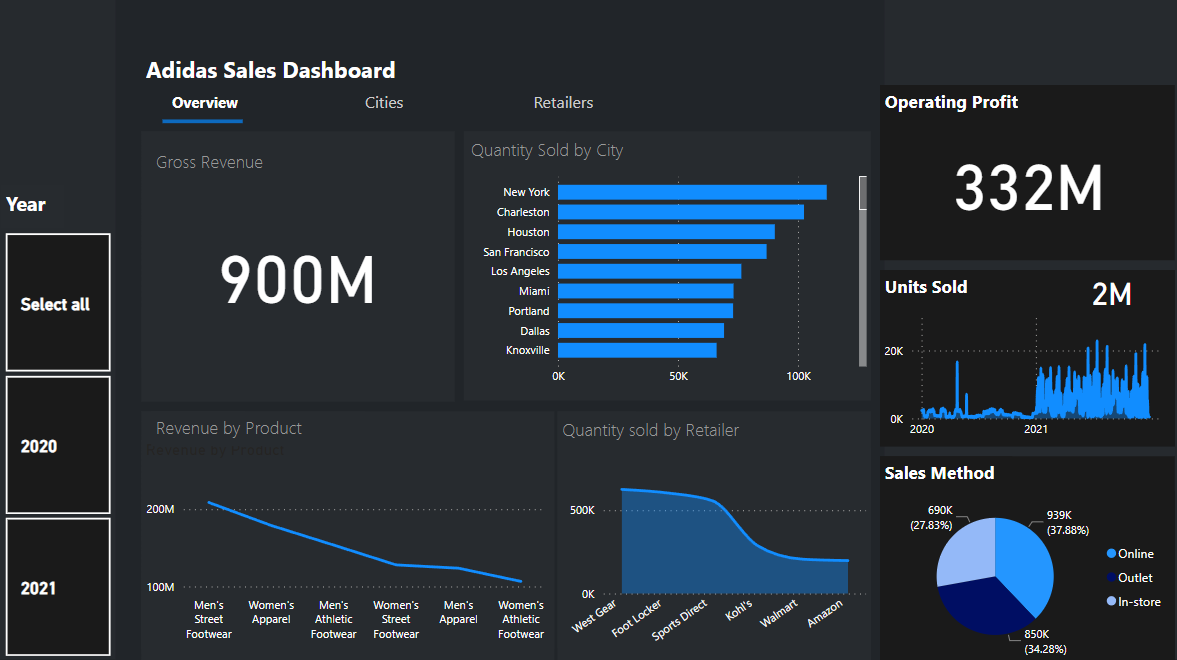 Adidas Sales Dashboard
Overview
Cities
Retailers
Year
Select all
2020
2021
Gross Revenue
900M
Quantity Sold by City
New York
Charleston
Houston
San Francisco
Los Angeles
Miami
Portland
Dallas
Knoxville
0K 50K 100K
Operating Profit
332M
Units Sold
2M
20K
0K
2020 2021
Revenue by Product
Revenue by Product
200M
100M
Men's
Street
Footwear
Women's
Apparel
Men's
Athletic
Footwear
Women's
Street
Footwear
Men's
Apparel
Women's
Athletic
Footwear
Quantity sold by Retailer
500K
0K
West Gear
Foot Locker
Sports Direct
Kohl's
Walmart
Amazon
Sales Method
690K
(27.83%)
939K
(37.88%)
850K
(34.28%)
Online
Outlet
In-store